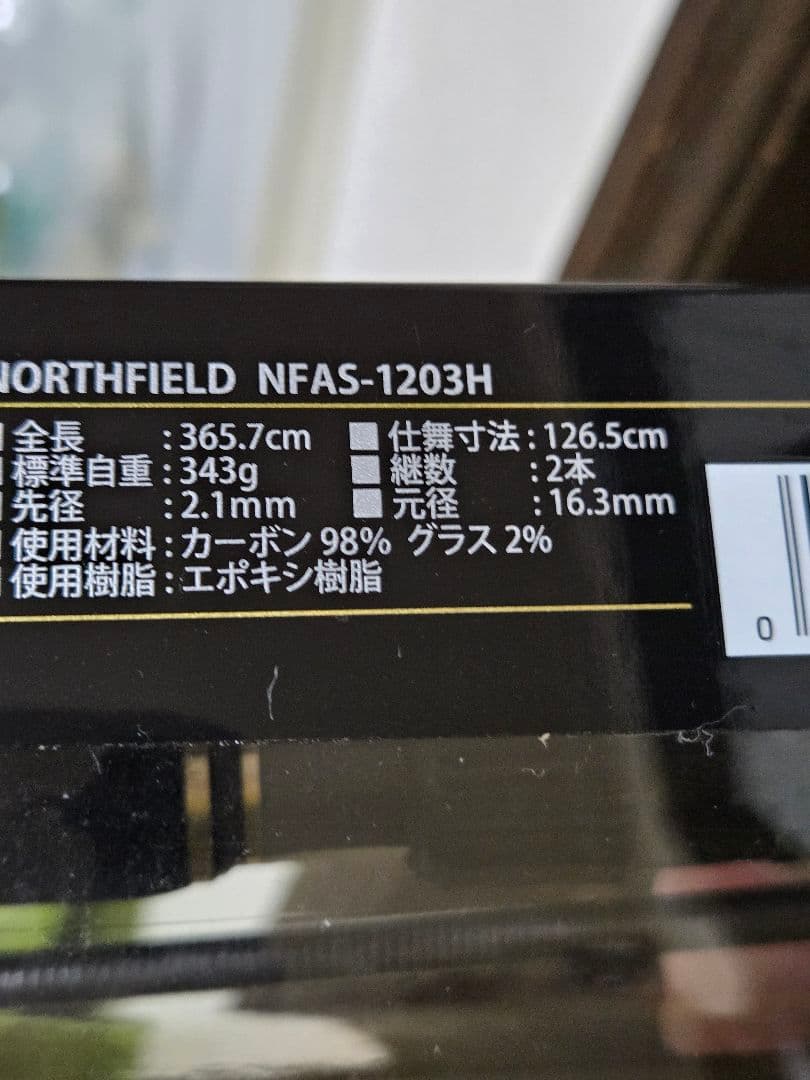 NORTHFIELD NFAS-1203H
全長 : 365.7cm ■ 仕舞寸法 : 126.5cm
標準自重 : 343g ■ 継数 : 2本
先径 : 2.1mm ■ 元径 : 16.3mm
使用材料 : カーボン 98% グラス 2%
使用樹脂 : エポキシ樹脂
0